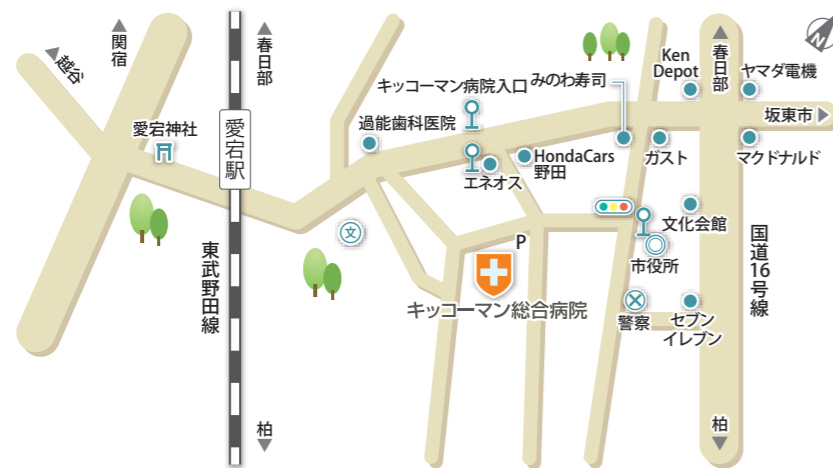 関宿
越谷
春日部
愛宕神社
愛宕駅
東武野田線
柏
過能歯科医院
キッコーマン病院入口
みのわ寿司
エネオス
HondaCars
野田
ガスト
Ken
Depot
春日部
ヤマダ電機
坂東市
マクドナルド
文化会館
市役所
文
P
キッコーマン総合病院
警察
セブン
イレブン
国道16号線
柏
N